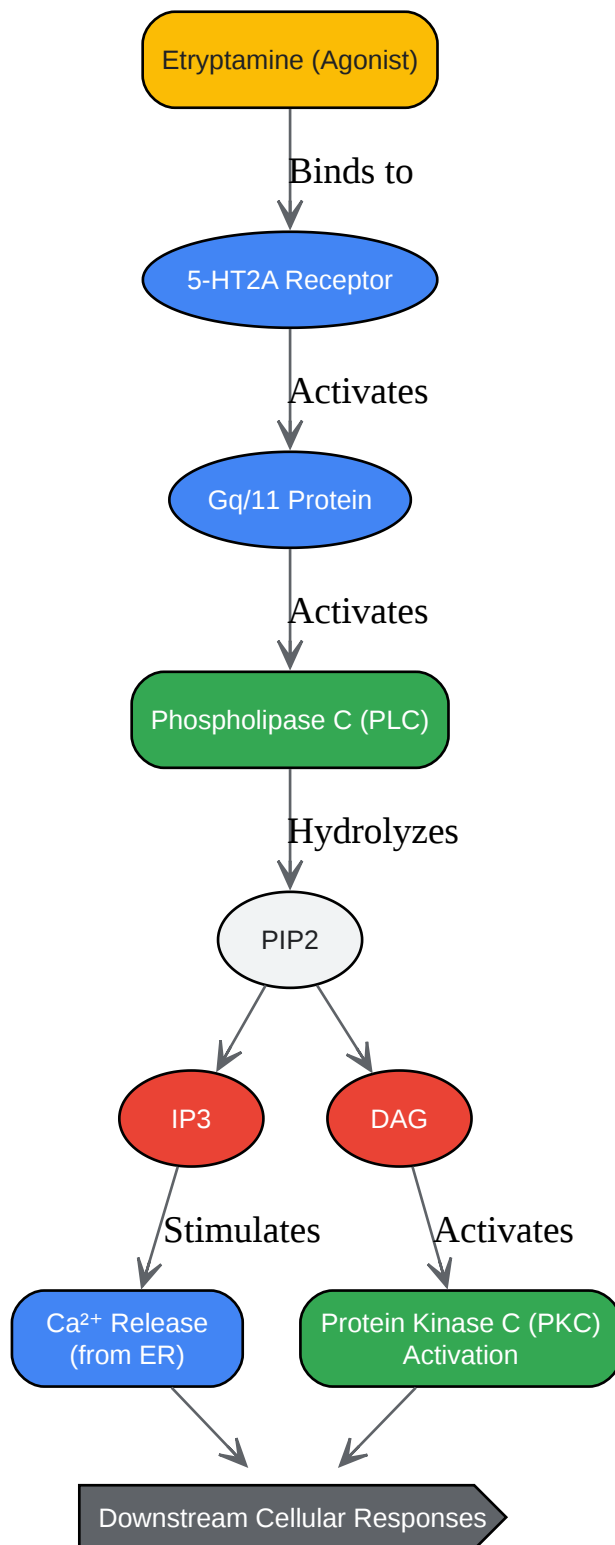 Etryptamine (Agonist)
Binds to
5-HT2A Receptor
Activates
Gq/11 Protein
Activates
Phospholipase C (PLC)
Hydrolyzes
PIP2
IP3
DAG
Stimulates
Activates
Ca²⁺ Release
(from ER)
Protein Kinase C (PKC)
Activation
Downstream Cellular Responses